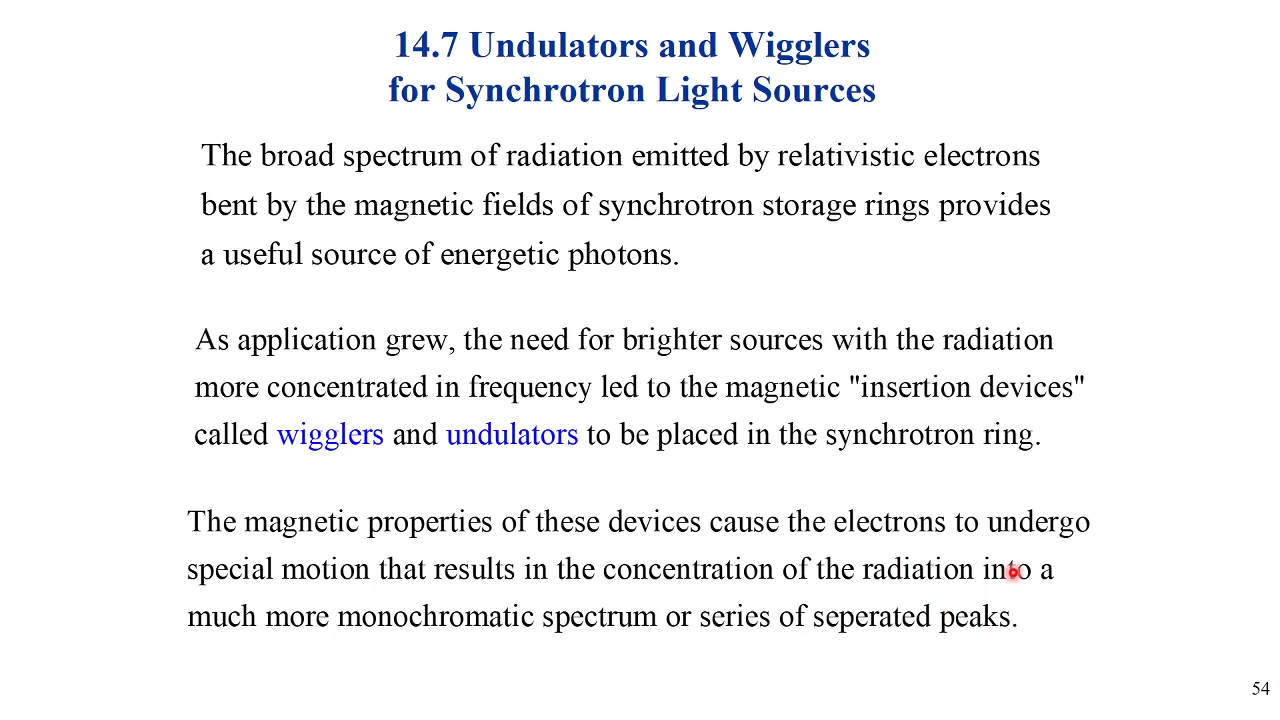 14.7 Undulators and Wigglers
for Synchrotron Light Sources
The broad spectrum of radiation emitted by relativistic electrons
bent by the magnetic fields of synchrotron storage rings provides
a useful source of energetic photons.
As application grew, the need for brighter sources with the radiation
more concentrated in frequency led to the magnetic "insertion devices"
called wigglers and undulators to be placed in the synchrotron ring.
The magnetic properties of these devices cause the electrons to undergo
special motion that results in the concentration of the radiation into a
much more monochromatic spectrum or series of seperated peaks.
54